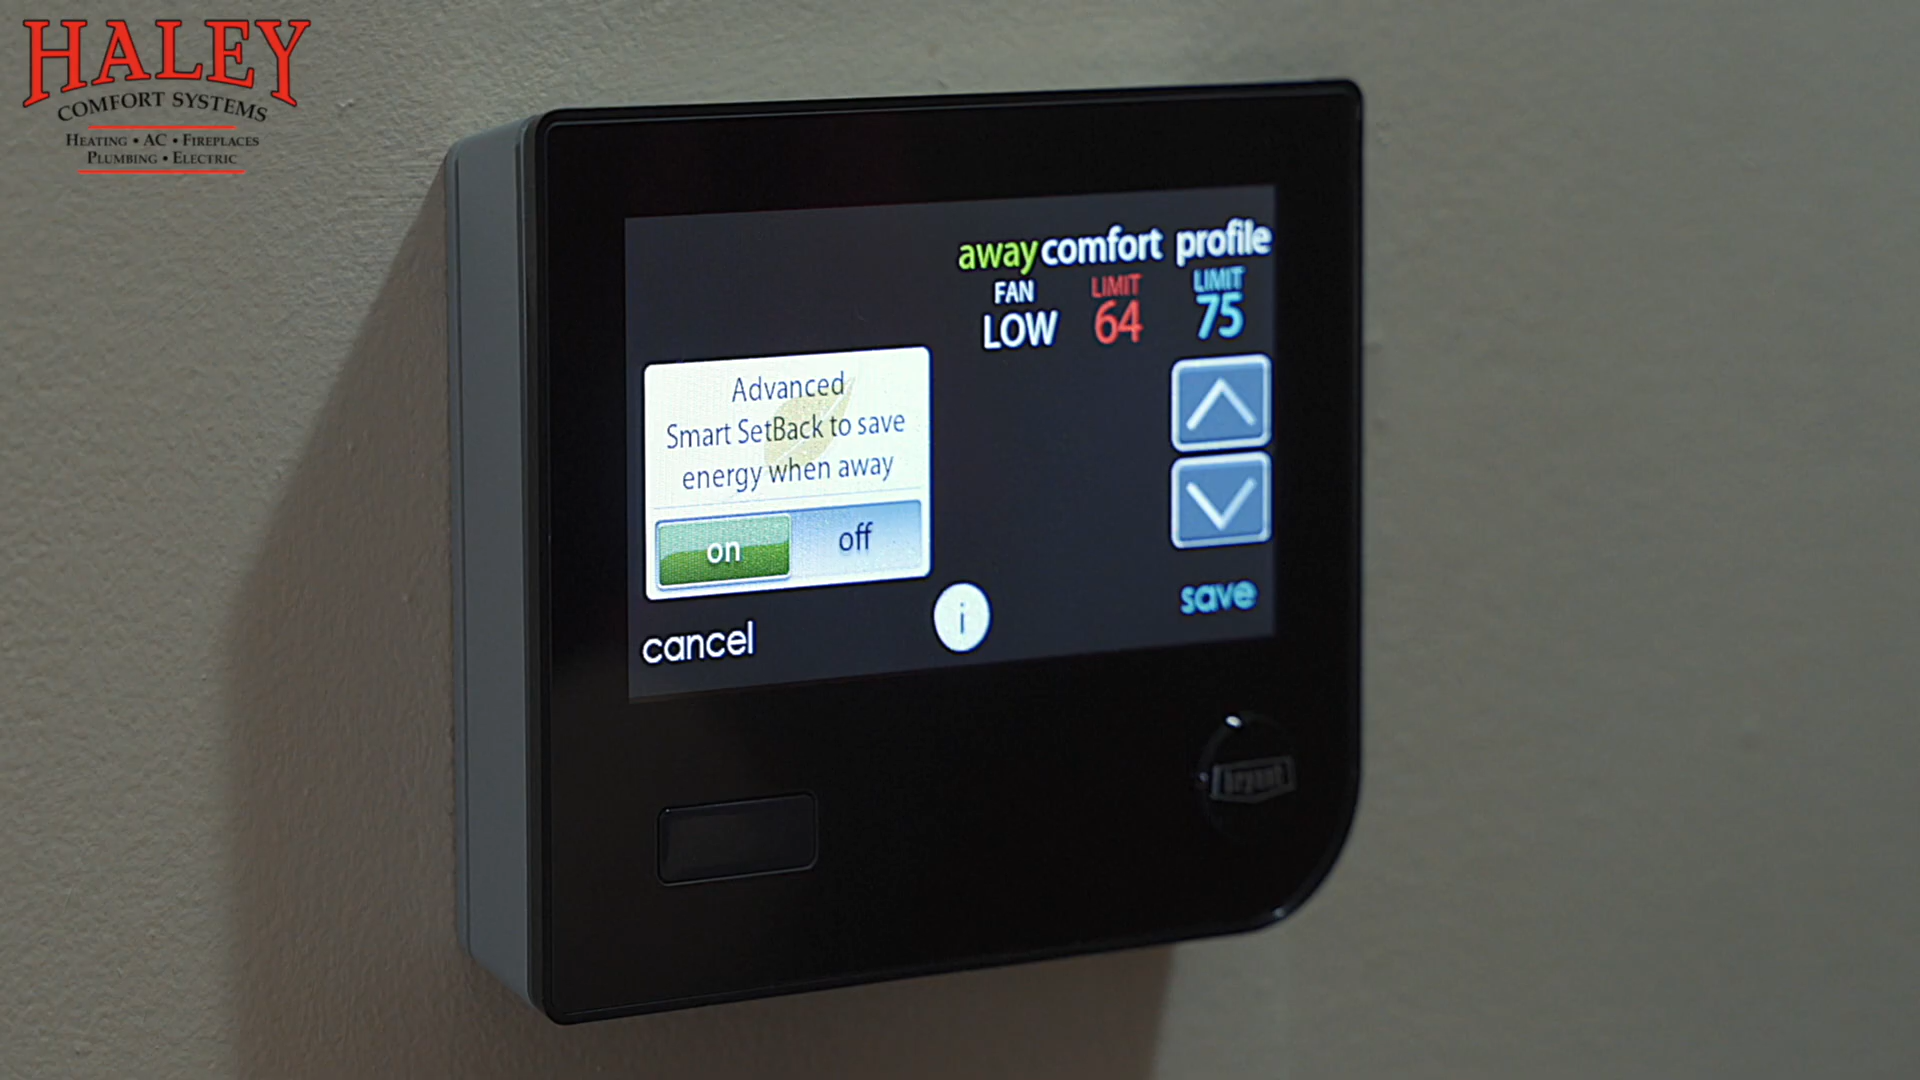 HALEY
COMFORT SYSTEMS
HEATING • AC • FIREPLACES
PLUMBING • ELECTRIC
away comfort profile
FAN LIMIT LIMIT
LOW 64 75
Advanced
Smart SetBack to save
energy when away
on off
cancel i save
bryant